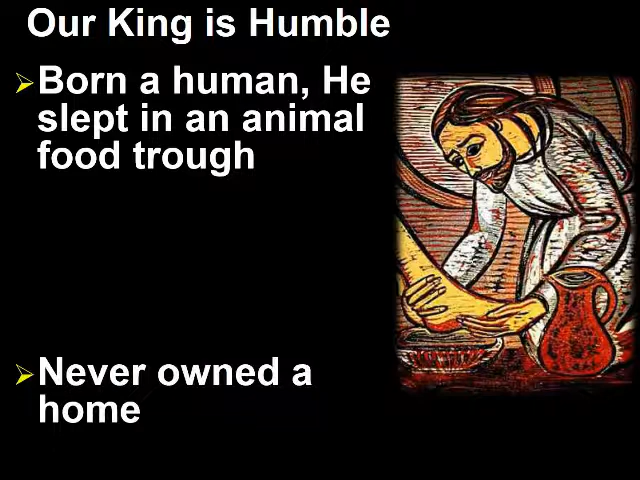 Our King is Humble
Born a human, He
slept in an animal
food trough
Never owned a
home